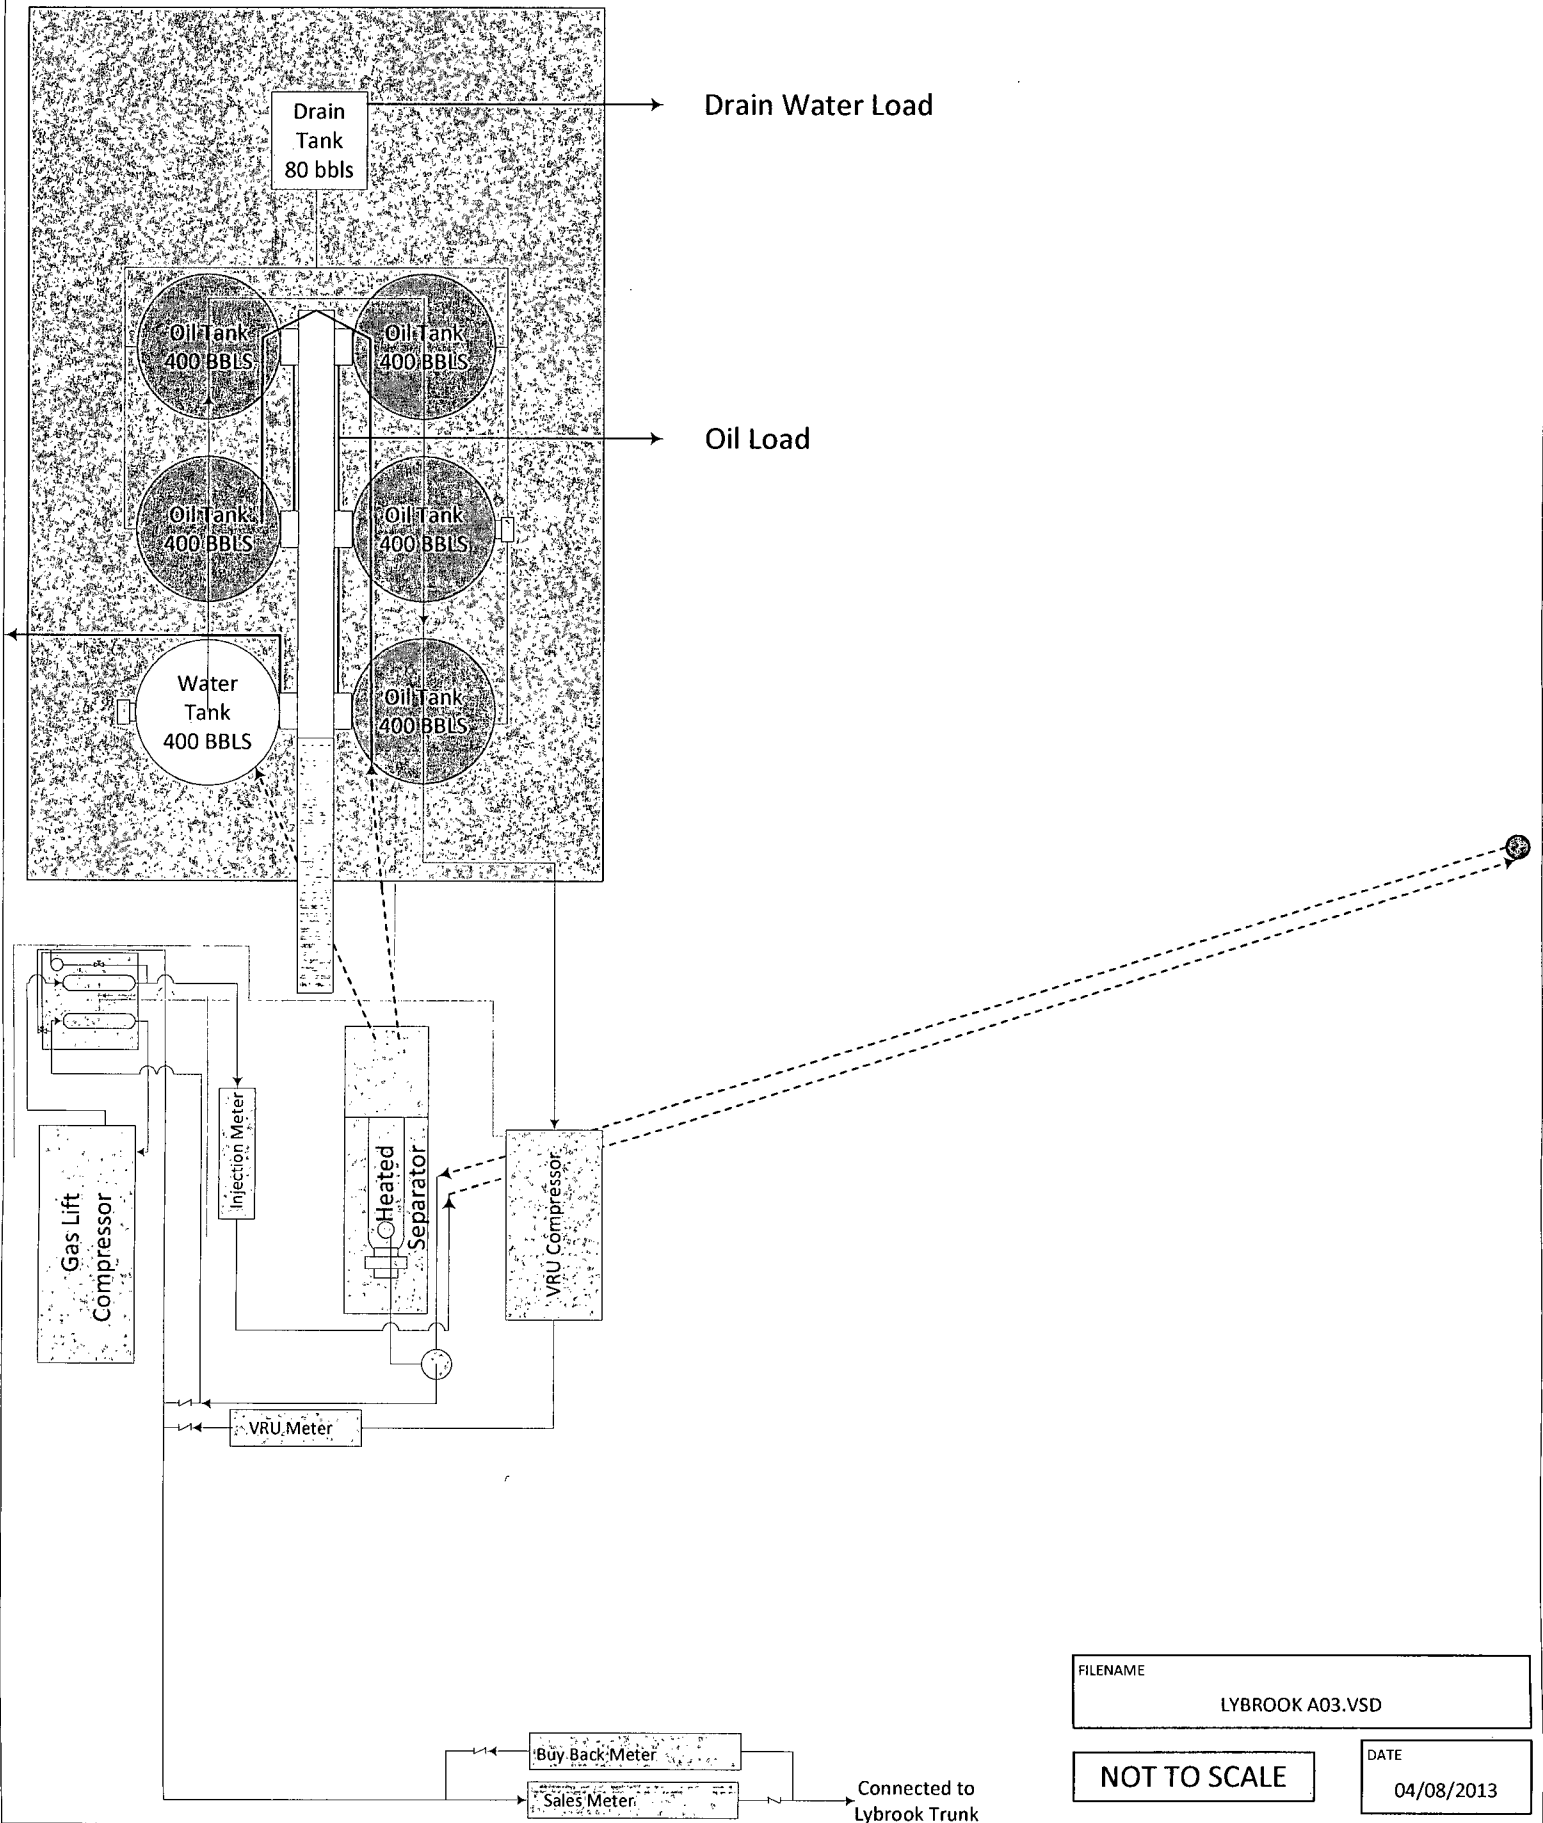 Drain
Tank
80 bbls
Drain Water Load
Oil Tank
400 BBLS
Oil Tank
400 BBLS
Oil Load
Oil Tank
400 BBLS
Oil Tank
400 BBLS
Water
Tank
400 BBLS
Oil Tank
400 BBLS
Gas Lift
Compressor
Injection Meter
Heated
Separator
VRU Compressor
VRU Meter
Buy Back Meter
Sales Meter
Connected to
Lybrook Trunk
FILENAME
LYBROOK A03.VSD
NOT TO SCALE
DATE
04/08/2013